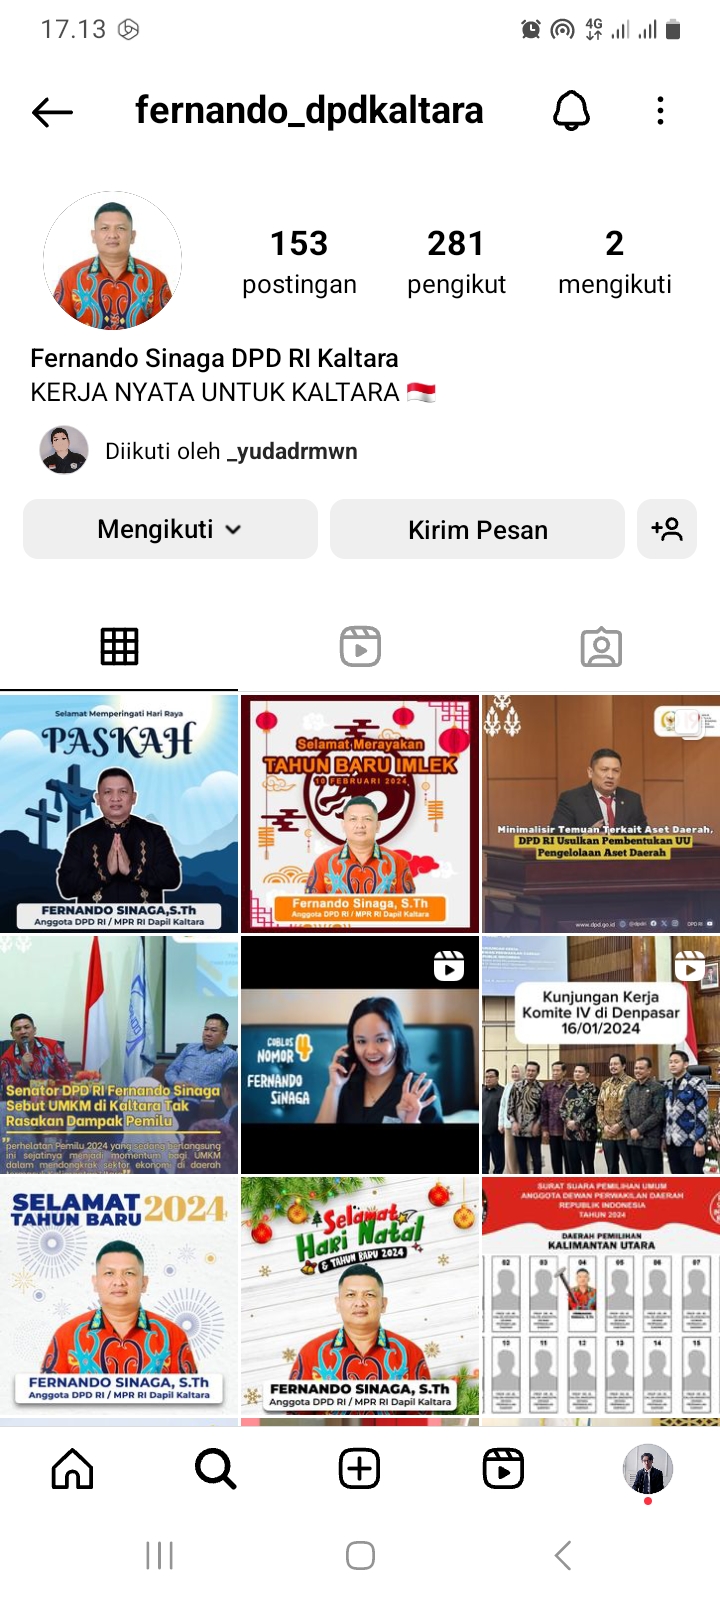 17.13
4G
fernando_dpdkaltara
153
281
2
postingan
pengikut
mengikuti
Fernando Sinaga DPD RI Kaltara
KERJA NYATA UNTUK KALTARA
Diikuti oleh _yudadrmwn
Mengikuti
Kirim Pesan
Selamat Memperingati Hari Raya
PASKAH
FERNANDO SINAGA,S.Th
Anggota DPD RI / MPR RI Dapil Kaltara
Selamat Merayakan
TAHUN BARU IMLEK
10 FEBRUARI 2024
Fernando Sinaga, S.Th
Anggota DPD RI / MPR RI Dapil Kaltara
Minimalisir Temuan Terkait Aset Daerah,
DPD RI Usulkan Pembentukan UU
Pengelolaan Aset Daerah
www.dpd.go.id
DPD RI
Senator DPD RI Fernando Sinaga
Sebut UMKM di Kaltara Tak
Rasakan Dampak Pemilu
perhelatan Pemilu 2024 yang sedang berlangsung
ini sejatinya menjadi momentum bagi UMKM
dalam mendongkrak sektor ekonomi di daerah
COBLOS
NOMOR 4
FERNANDO
SINAGA
Kunjungan Kerja
Komite IV di Denpasar
16/01/2024
SELAMAT
TAHUN BARU 2024
FERNANDO SINAGA, S.Th
Anggota DPD RI / MPR RI Dapil Kaltara
Selamat
Hari Natal
& TAHUN BARU 2024
FERNANDO SINAGA, S.Th
Anggota DPD RI / MPR RI Dapil Kaltara
SURAT SUARA PEMILIHAN UMUM
ANGGOTA DEWAN PERWAKILAN DAERAH
REPUBLIK INDONESIA
TAHUN 2024
DAERAH PEMILIHAN
KALIMANTAN UTARA
02 03 04 05 06 07
10 11 12 13 14 15